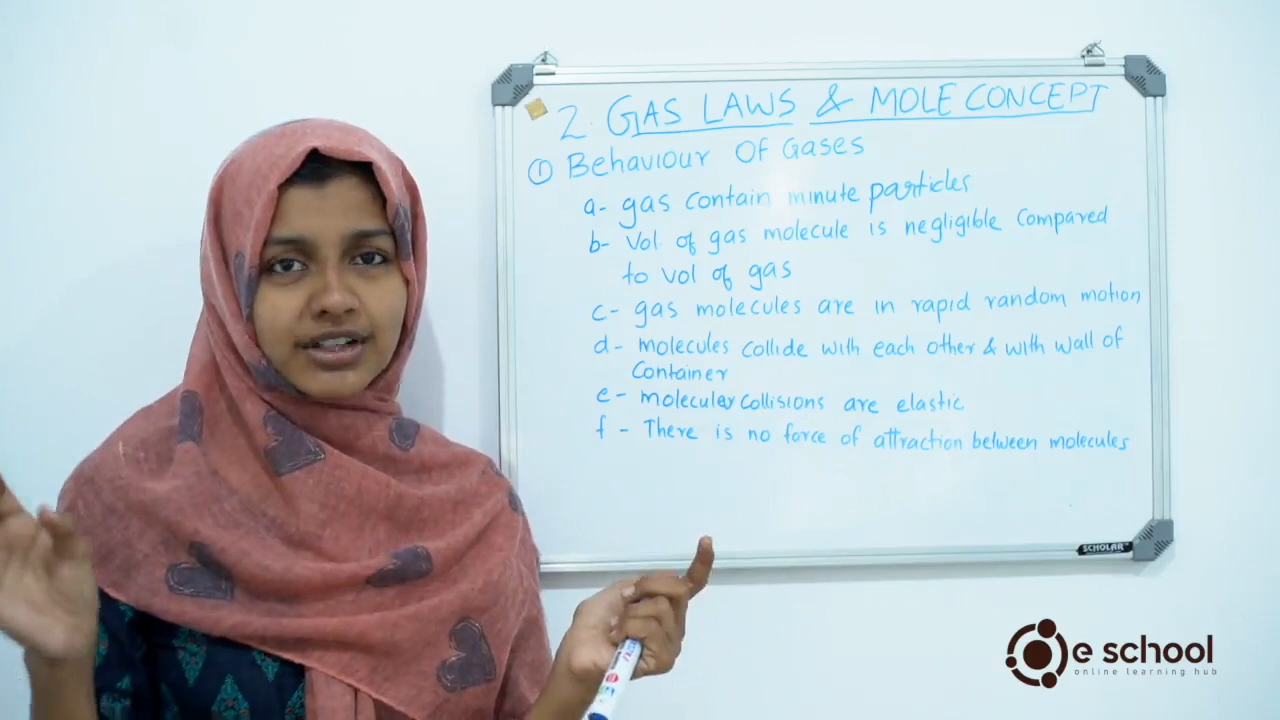 2. GAS LAWS & MOLE CONCEPT
① Behaviour Of Gases
a- gas contain minute particles
b- Vol. of gas molecule is negligible compared
to vol of gas
c- gas molecules are in rapid random motion
d- molecules collide with each other & with wall of
Container
e- molecular collisions are elastic
f- There is no force of attraction between molecules
SCHOLAR
e school
online learning hub